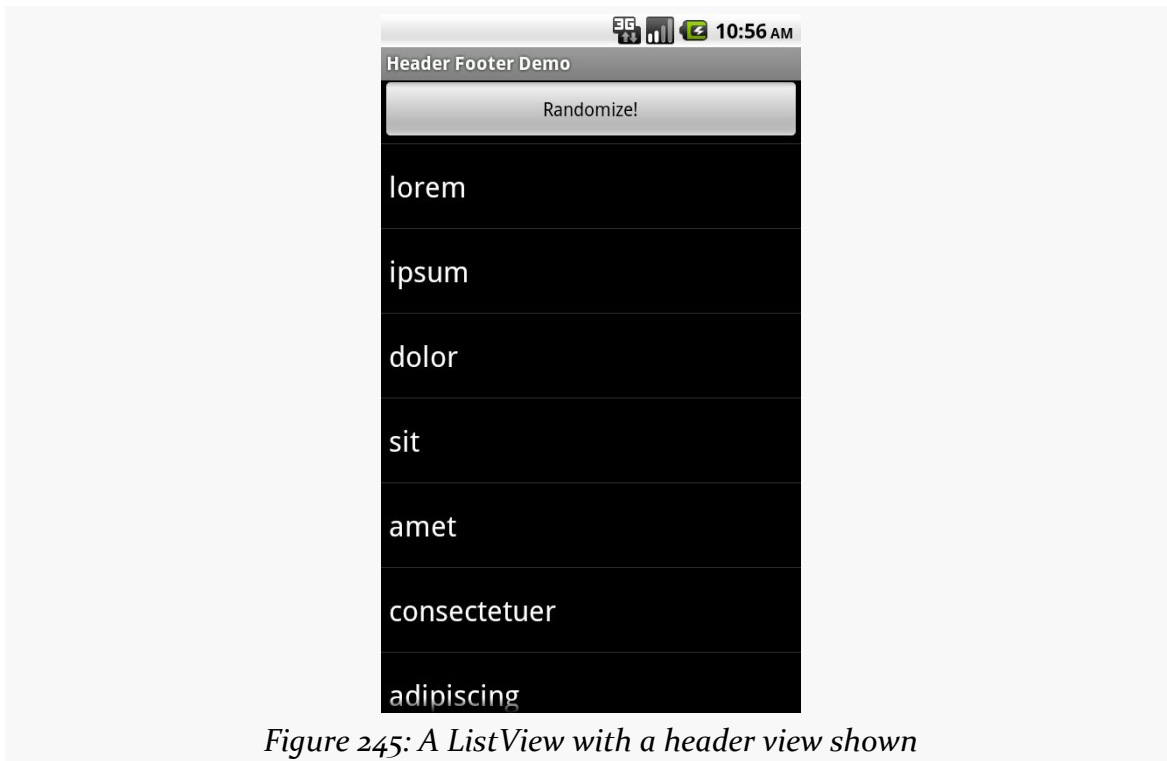 3G 10:56 AM
Header Footer Demo
Randomize!
lorem
ipsum
dolor
sit
amet
consectetuer
adipiscing
Figure 245: A ListView with a header view shown